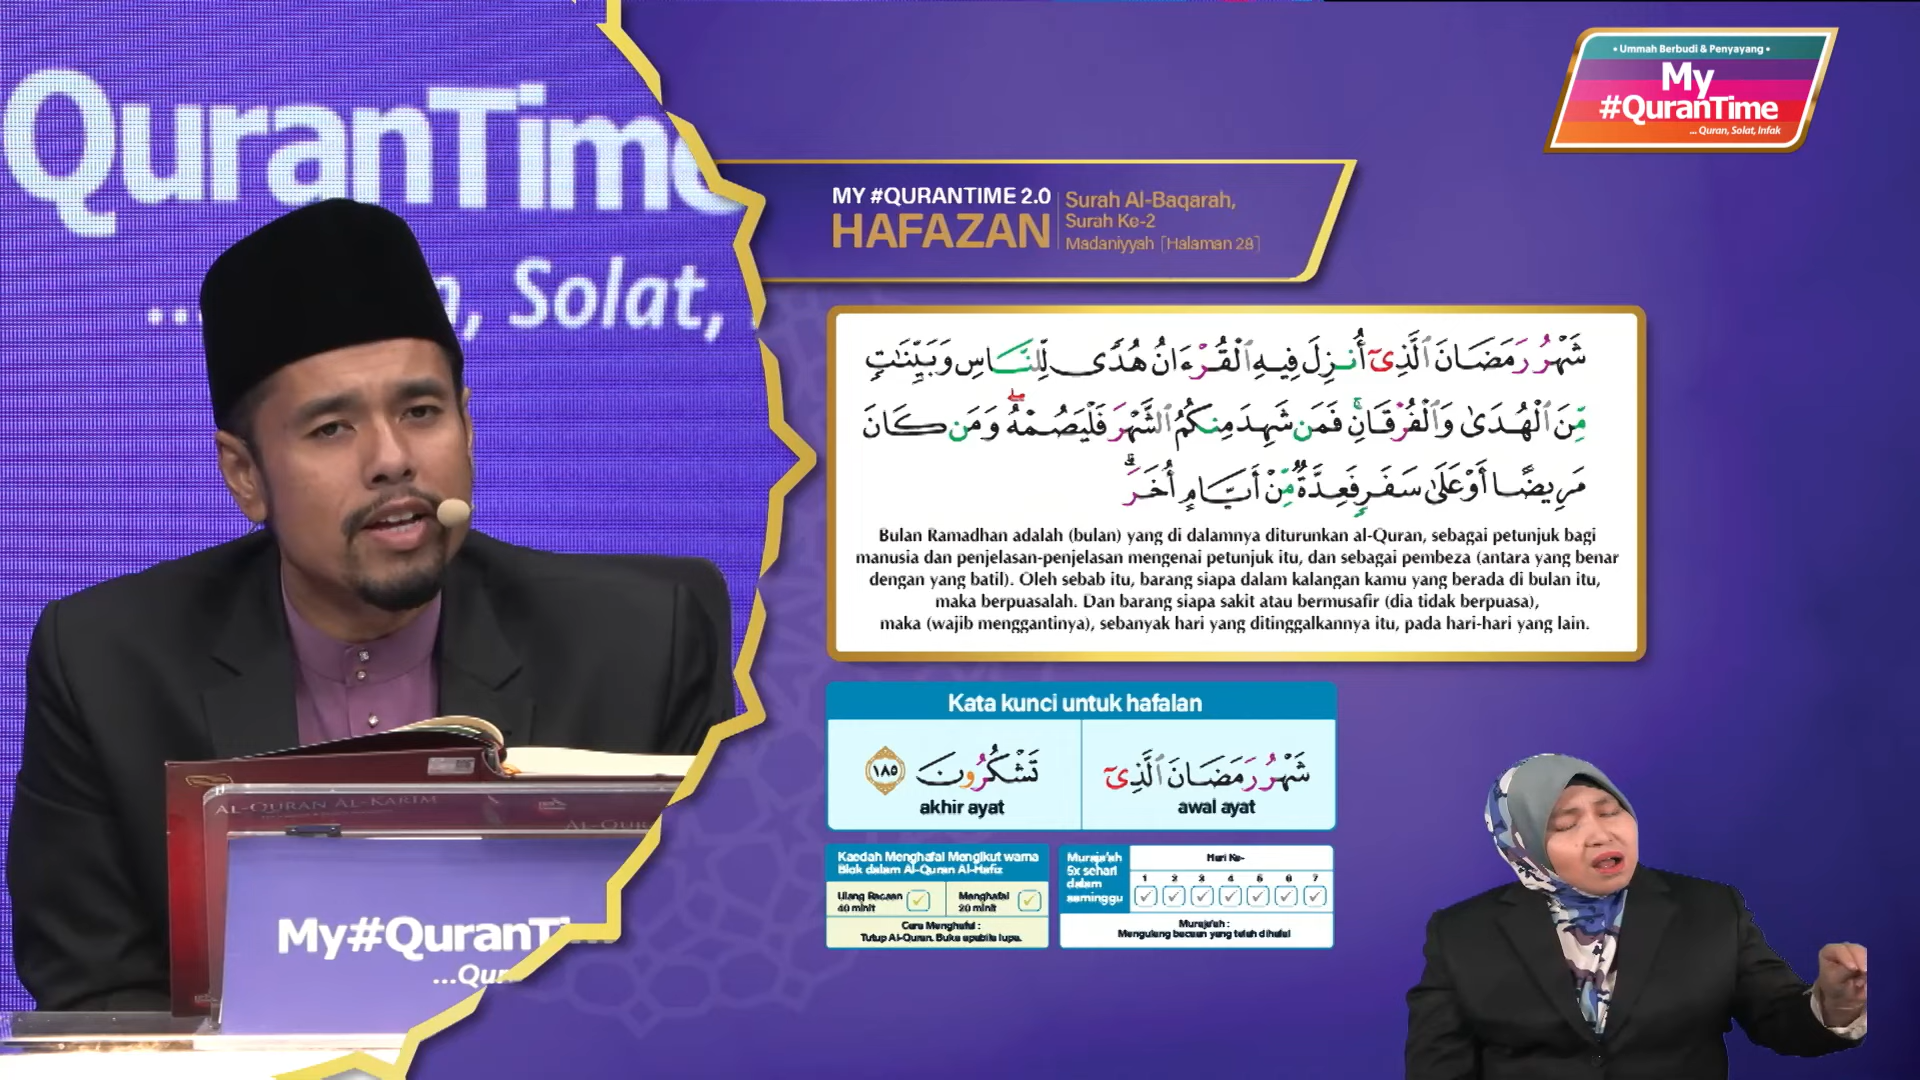 QuranTime
... , Solat,
• Ummah Berbudi & Penyayang •
My
#QuranTime
... Quran, Solat, Infak
MY #QURANTIME 2.0
HAFAZAN
Surah Al-Baqarah,
Surah Ke-2
Madaniyyah [Halaman 28]
شَهْرُ رَمَضَانَ ٱلَّذِىٓ أُنزِلَ فِيهِ ٱلْقُرْءَانُ هُدًى لِّلنَّاسِ وَبَيِّنَٰتٍ
مِّنَ ٱلْهُدَىٰ وَٱلْفُرْقَانِۚ فَمَن شَهِدَ مِنكُمُ ٱلشَّهْرَ فَلْيَصُمْهُۖ وَمَن كَانَ
مَرِيضًا أَوْ عَلَىٰ سَفَرٍ فَعِدَّةٌ مِّنْ أَيَّامٍ أُخَرَۗ
Bulan Ramadhan adalah (bulan) yang di dalamnya diturunkan al-Quran, sebagai petunjuk bagi
manusia dan penjelasan-penjelasan mengenai petunjuk itu, dan sebagai pembeza (antara yang benar
dengan yang batil). Oleh sebab itu, barang siapa dalam kalangan kamu yang berada di bulan itu,
maka berpuasalah. Dan barang siapa sakit atau bermusafir (dia tidak berpuasa),
maka (wajib menggantinya), sebanyak hari yang ditinggalkannya itu, pada hari-hari yang lain.
Kata kunci untuk hafalan
شَهْرُ رَمَضَانَ ٱلَّذِىٓ
awal ayat
تَشْكُرُونَ ١٨٥
akhir ayat
Kaedah Menghafal Mengikut warna
Blok dalam Al-Quran Al-Hafiz
Ulang Bacaan
40 minit
Menghafal
20 minit
Cara Menghafal :
Tutup Al-Quran. Buka apabila lupa.
Muraja'ah
5x sehari
dalam
seminggu
Hari Ke-
1 2 3 4 5 6 7
Muraja'ah :
Mengulang bacaan yang telah dihafal
AL-QURAN AL-KARIM
My#QuranTi
...Qur